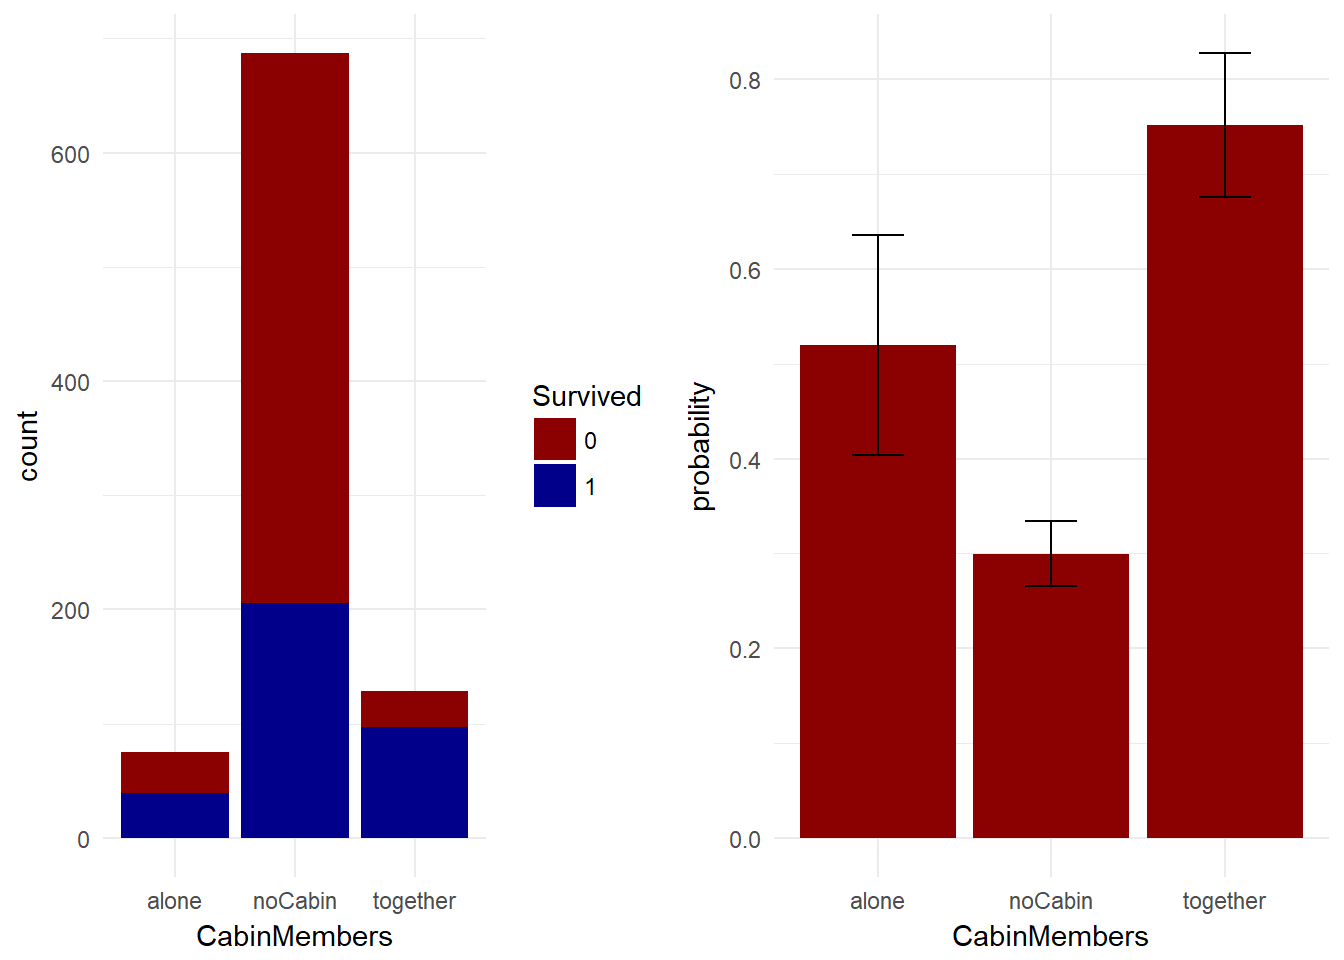 count
600
400
200
0
alone noCabin together
CabinMembers
Survived
0
1
probability
0.8
0.6
0.4
0.2
0.0
alone noCabin together
CabinMembers